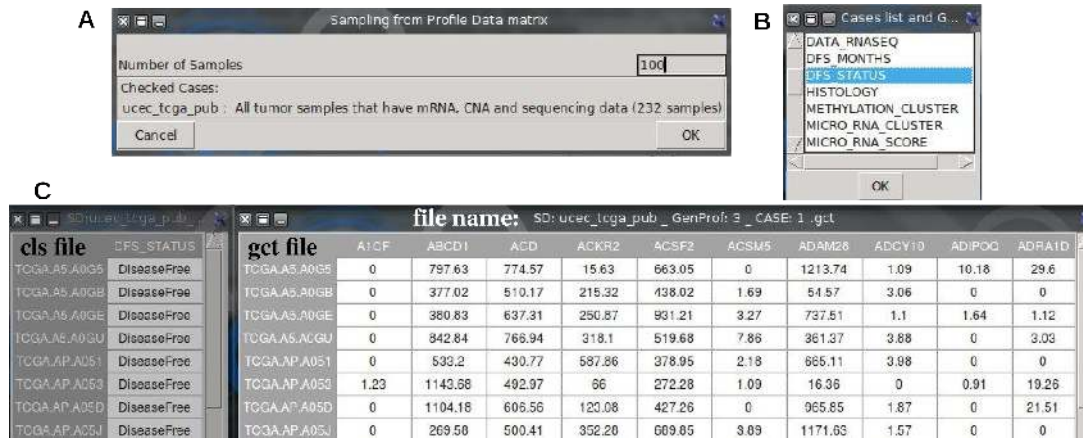 A
Sampling from Profile Data matrix
Number of Samples 100
Checked Cases:
ucec_tcga_pub : All tumor samples that have mRNA, CNA and sequencing data (232 samples)
Cancel OK
B
Cases list and G...
DATA_RNASEQ
DFS_MONTHS
DFS_STATUS
HISTOLOGY
METHYLATION_CLUSTER
MICRO_RNA_CLUSTER
MICRO_RNA_SCORE
OK
C
SD:ucec_tcga_pub
cls file DFS_STATUS
TCGA.A5.A0G5 DiseaseFree
TCGA.A5.A0GB DiseaseFree
TCGA.A5.A0GE DiseaseFree
TCGA.A5.A0GU DiseaseFree
TCGA.AP.A051 DiseaseFree
TCGA.AP.A053 DiseaseFree
TCGA.AP.A05D DiseaseFree
TCGA.AP.A05J DiseaseFree
file name: SD: ucec_tcga_pub _ GenProf: 3 _ CASE: 1 .gct
gct file A1CF ABCD1 ACD ACKR2 ACSF2 ACSM5 ADAM28 ADCY10 ADIPOQ ADRA1D
TCGA.A5.A0G5 0 797.63 774.57 15.63 663.05 0 1213.74 1.09 10.18 29.6
TCGA.A5.A0GB 0 377.02 510.17 215.32 438.02 1.69 54.57 3.06 0 0
TCGA.A5.A0GE 0 380.83 637.31 250.87 931.21 3.27 737.51 1.1 1.64 1.12
TCGA.A5.A0GU 0 842.84 766.94 318.1 519.68 7.86 361.37 3.88 0 3.03
TCGA.AP.A051 0 533.2 430.77 587.86 378.95 2.18 665.11 3.98 0 0
TCGA.AP.A053 1.23 1143.68 492.97 66 272.28 1.09 16.36 0 0.91 19.26
TCGA.AP.A05D 0 1104.18 606.56 123.08 427.26 0 965.85 1.87 0 21.51
TCGA.AP.A05J 0 269.58 500.41 352.28 689.85 3.89 1171.63 1.57 0 0